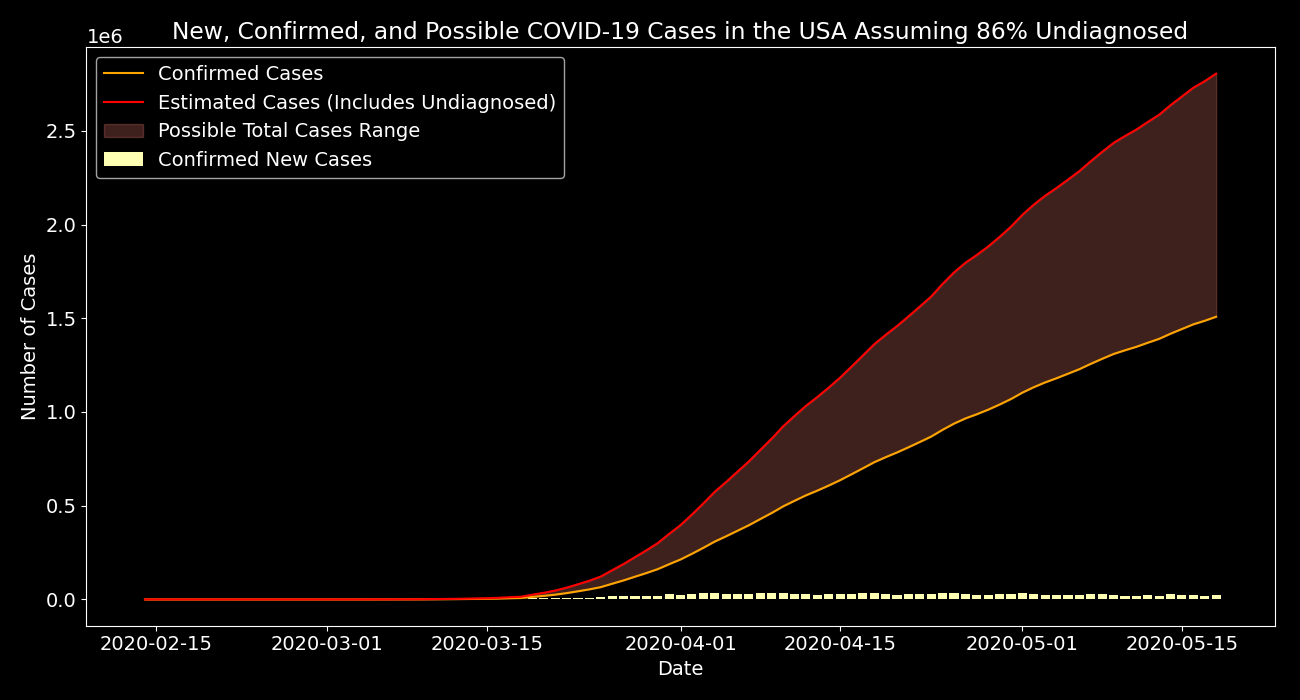 New, Confirmed, and Possible COVID-19 Cases in the USA Assuming 86% Undiagnosed
1e6
Confirmed Cases
Estimated Cases (Includes Undiagnosed)
Possible Total Cases Range
Confirmed New Cases
2.5
2.0
1.5
1.0
0.5
0.0
Number of Cases
2020-02-15 2020-03-01 2020-03-15 2020-04-01 2020-04-15 2020-05-01 2020-05-15
Date